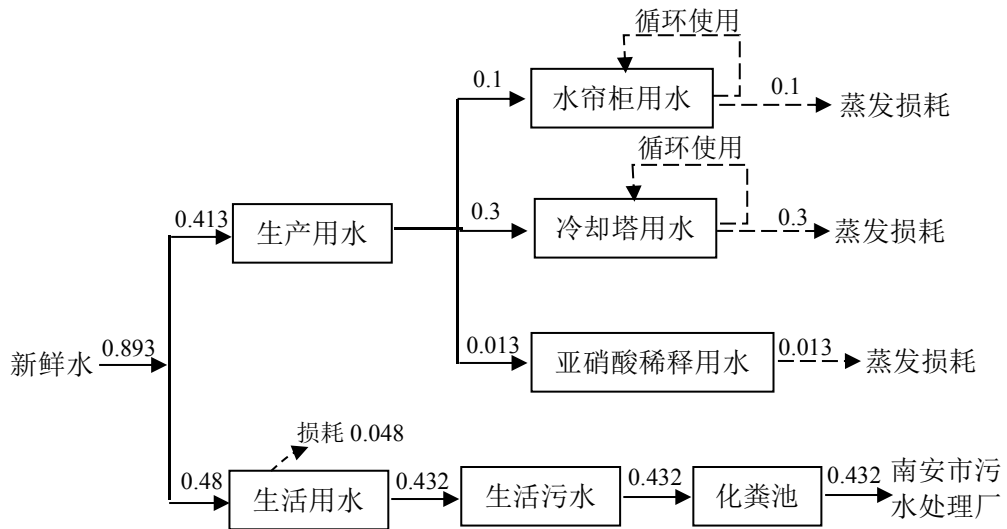 循环使用
0.1
水帘柜用水
0.1
蒸发损耗
循环使用
0.413
生产用水
0.3
冷却塔用水
0.3
蒸发损耗
新鲜水
0.893
0.013
亚硝酸稀释用水
0.013
蒸发损耗
损耗 0.048
0.48
生活用水
0.432
生活污水
0.432
化粪池
0.432
南安市污
水处理厂